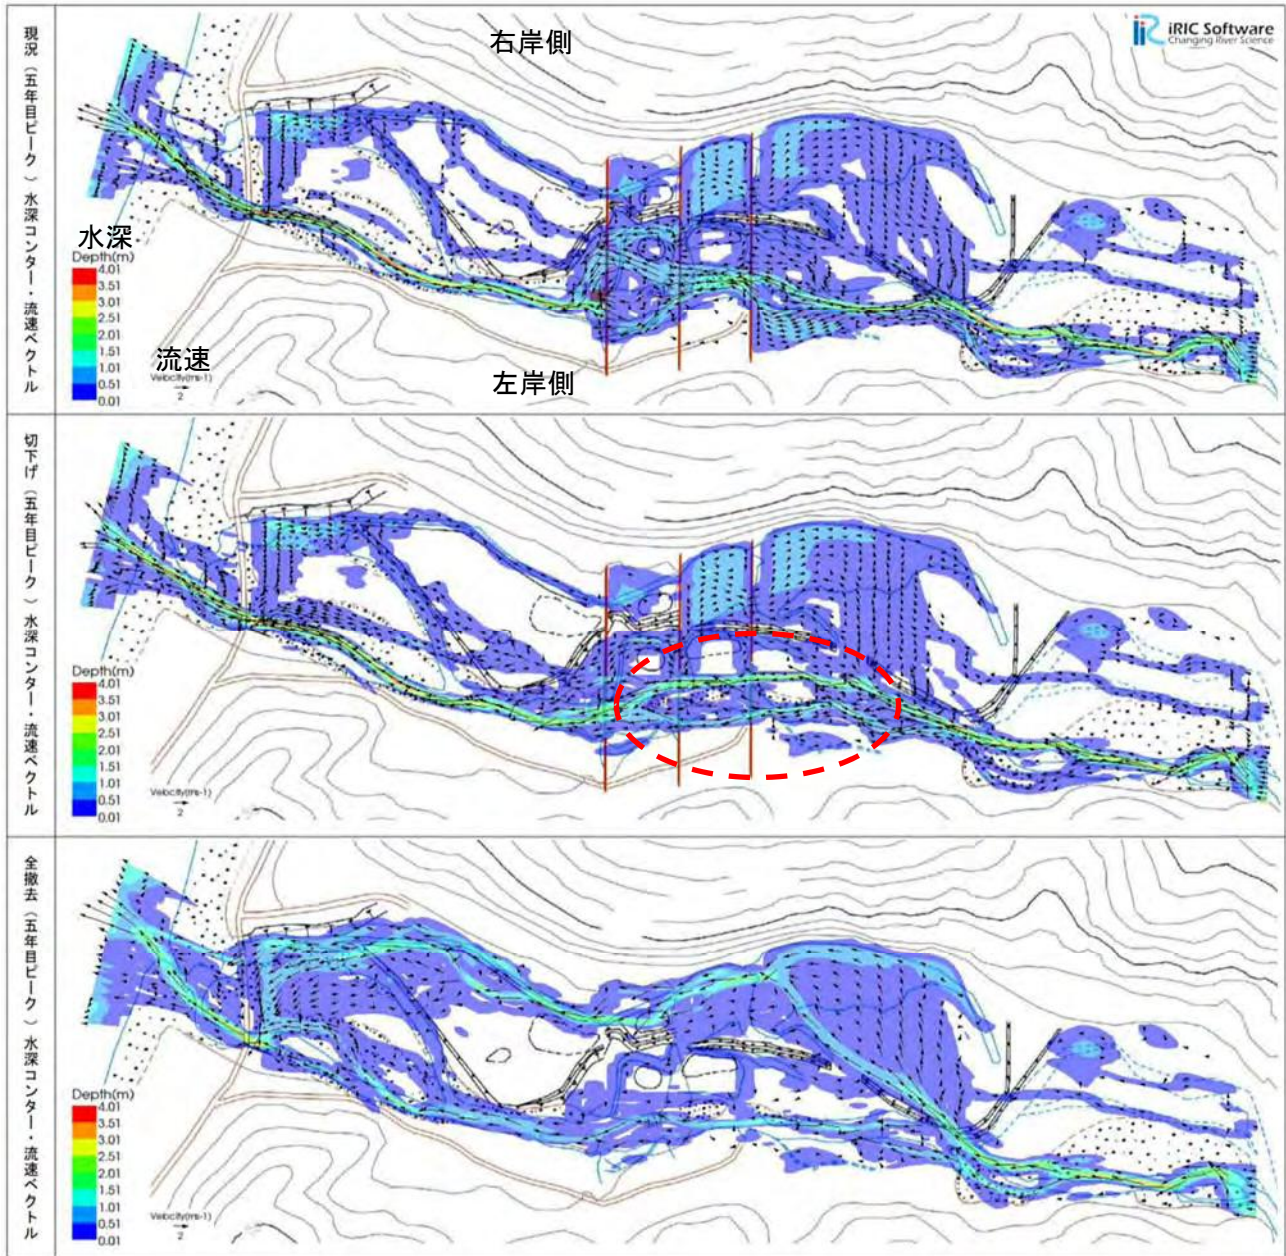 現況（五年目ピーク）水深コンター・流速ベクトル
右岸側
iRIC Software
Changing River Science
水深
Depth(m)
4.01
3.51
3.01
2.51
2.01
1.51
1.01
0.51
0.01
流速
Velocity(ms-1)
2
左岸側
切下げ（五年目ピーク）水深コンター・流速ベクトル
Depth(m)
4.01
3.51
3.01
2.51
2.01
1.51
1.01
0.51
0.01
Velocity(ms-1)
2
全撤去（五年目ピーク）水深コンター・流速ベクトル
Depth(m)
4.01
3.51
3.01
2.51
2.01
1.51
1.01
0.51
0.01
Velocity(ms-1)
2